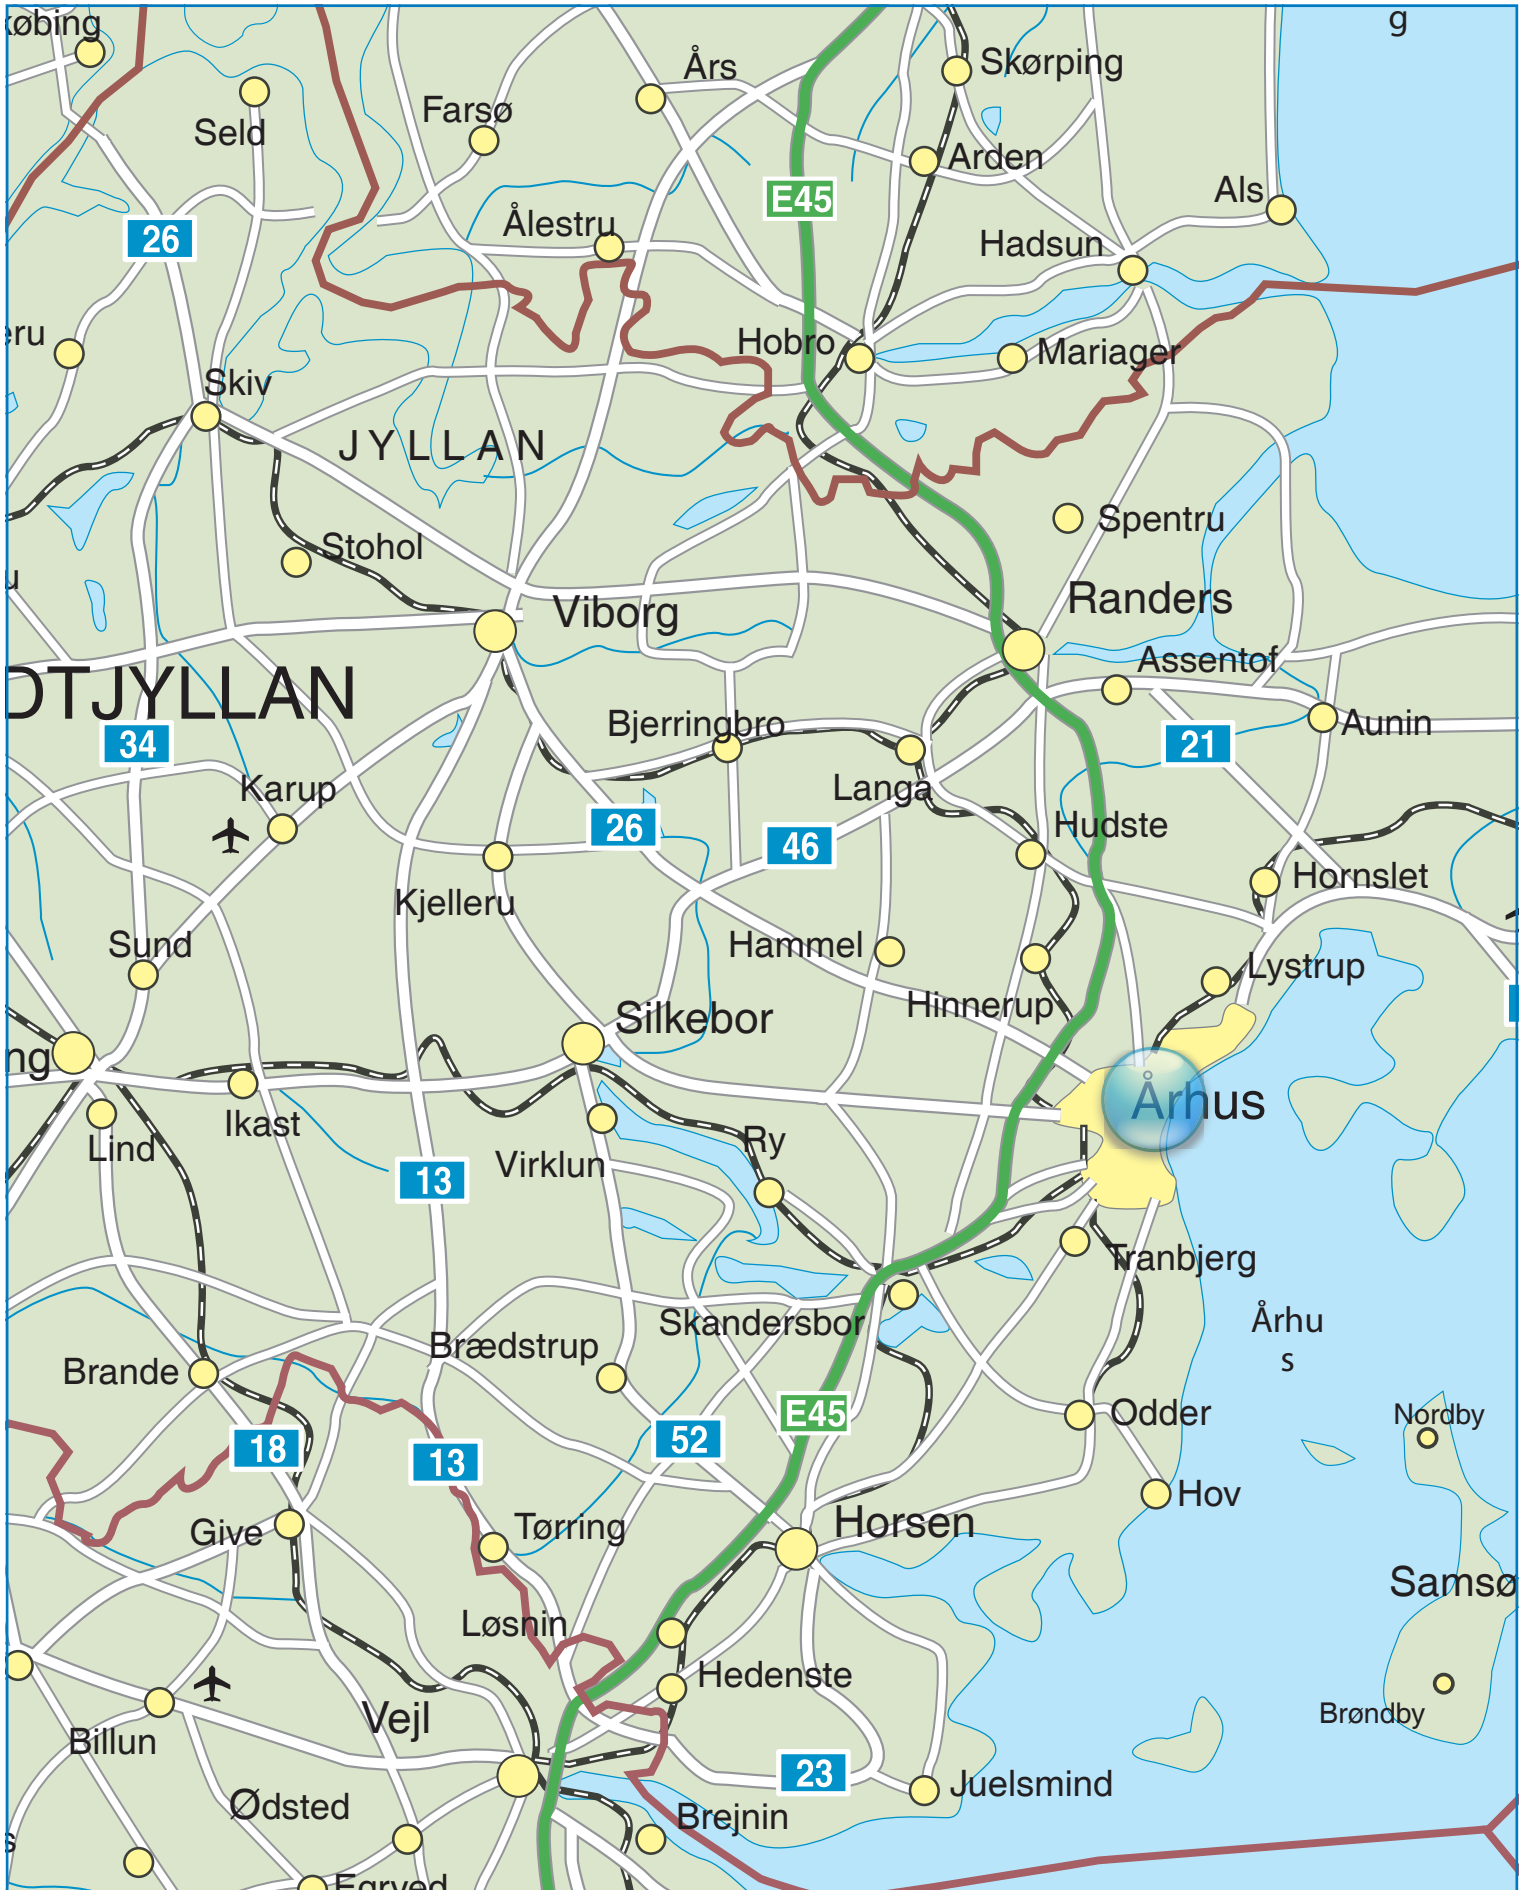 købing
g
Års
Skørping
Farsø
Seld
Arden
Als
E45
Ålestru
26
Hadsun
eru
Hobro
Mariager
Skiv
JYLLAN
Spentru
Stohol
u
Randers
Viborg
Assentof
DTJYLLAN
Bjerringbro
Aunin
34
21
Karup
Langa
26
Hudste
46
Hornslet
Kjelleru
Sund
Hammel
Lystrup
Hinnerup
Silkebor
ng
Århus
Ikast
Ry
Lind
Virklun
13
Tranbjerg
Skandersbor
Århu
s
Brædstrup
Brande
E45
Odder
Nordby
52
18
13
Hov
Horsen
Tørring
Give
Samsø
Løsnin
Hedenste
Vejl
Brøndby
Billun
23
Juelsmind
Ødsted
Brejnin
s
Egtved